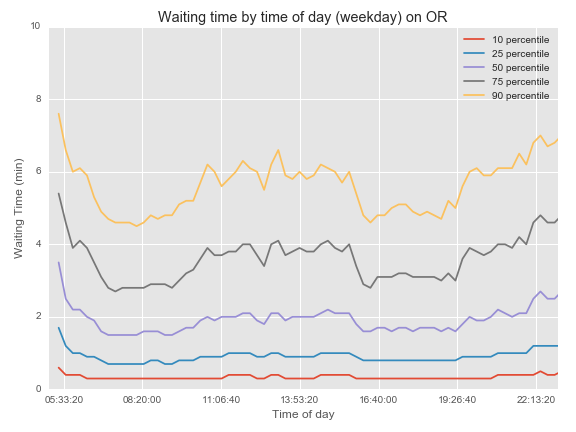 Waiting time by time of day (weekday) on OR
10
8
6
4
2
0
Waiting Time (min)
10 percentile
25 percentile
50 percentile
75 percentile
90 percentile
05:33:20 08:20:00 11:06:40 13:53:20 16:40:00 19:26:40 22:13:20
Time of day